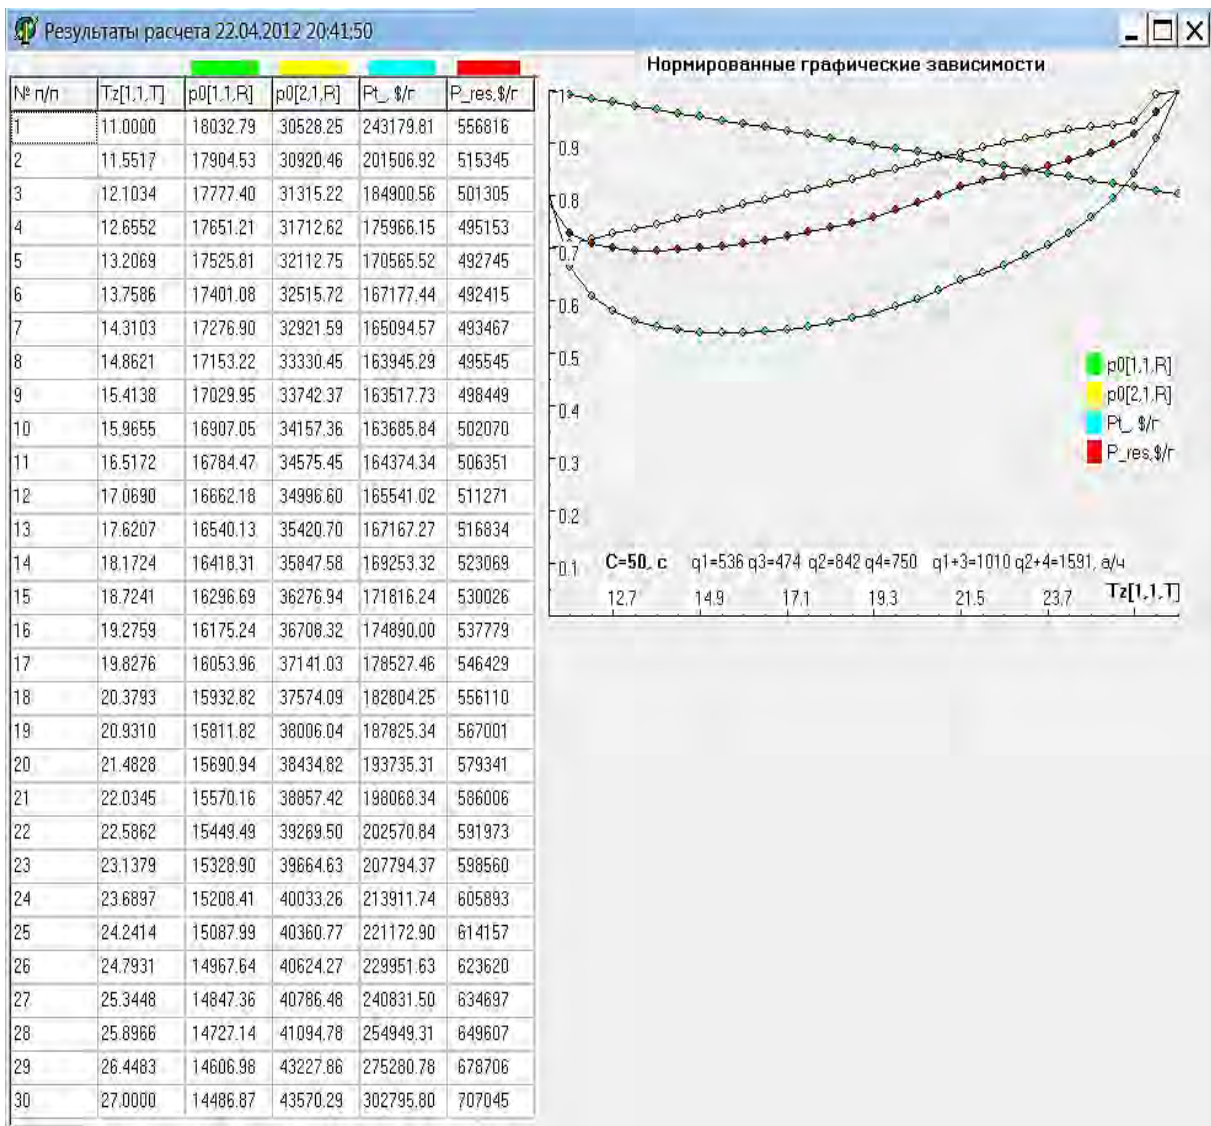 Результаты расчета 22.04.2012 20:41:50
№ п/п Tz[1,1,T] p0[1,1,R] p0[2,1,R] Pt_, $/г P_res,$/г
1 11.0000 18032.79 30528.25 243179.81 556816
2 11.5517 17904.53 30920.46 201506.92 515345
3 12.1034 17777.40 31315.22 184900.56 501305
4 12.6552 17651.21 31712.62 175966.15 495153
5 13.2069 17525.81 32112.75 170565.52 492745
6 13.7586 17401.08 32515.72 167177.44 492415
7 14.3103 17276.90 32921.59 165094.57 493467
8 14.8621 17153.22 33330.45 163945.29 495545
9 15.4138 17029.95 33742.37 163517.73 498449
10 15.9655 16907.05 34157.36 163685.84 502070
11 16.5172 16784.47 34575.45 164374.34 506351
12 17.0690 16662.18 34996.60 165541.02 511271
13 17.6207 16540.13 35420.70 167167.27 516834
14 18.1724 16418.31 35847.58 169253.32 523069
15 18.7241 16296.69 36276.94 171816.24 530026
16 19.2759 16175.24 36708.32 174890.00 537779
17 19.8276 16053.96 37141.03 178527.46 546429
18 20.3793 15932.82 37574.09 182804.25 556110
19 20.9310 15811.82 38006.04 187825.34 567001
20 21.4828 15690.94 38434.82 193735.31 579341
21 22.0345 15570.16 38857.42 198068.34 586006
22 22.5862 15449.49 39269.50 202570.84 591973
23 23.1379 15328.90 39664.63 207794.37 598560
24 23.6897 15208.41 40033.26 213911.74 605893
25 24.2414 15087.99 40360.77 221172.90 614157
26 24.7931 14967.64 40624.27 229951.63 623620
27 25.3448 14847.36 40786.48 240831.50 634697
28 25.8966 14727.14 41094.78 254949.31 649607
29 26.4483 14606.98 43227.86 275280.78 678706
30 27.0000 14486.87 43570.29 302795.80 707045
Нормированные графические зависимости
1
0.9
0.8
0.7
0.6
0.5
0.4
0.3
0.2
0.1
p0[1,1,R]
p0[2,1,R]
Pt_, $/г
P_res,$/г
C=50, с q1=536 q3=474 q2=842 q4=750 q1+3=1010 q2+4=1591, а/ч
12.7 14.9 17.1 19.3 21.5 23.7 Tz[1,1,T]